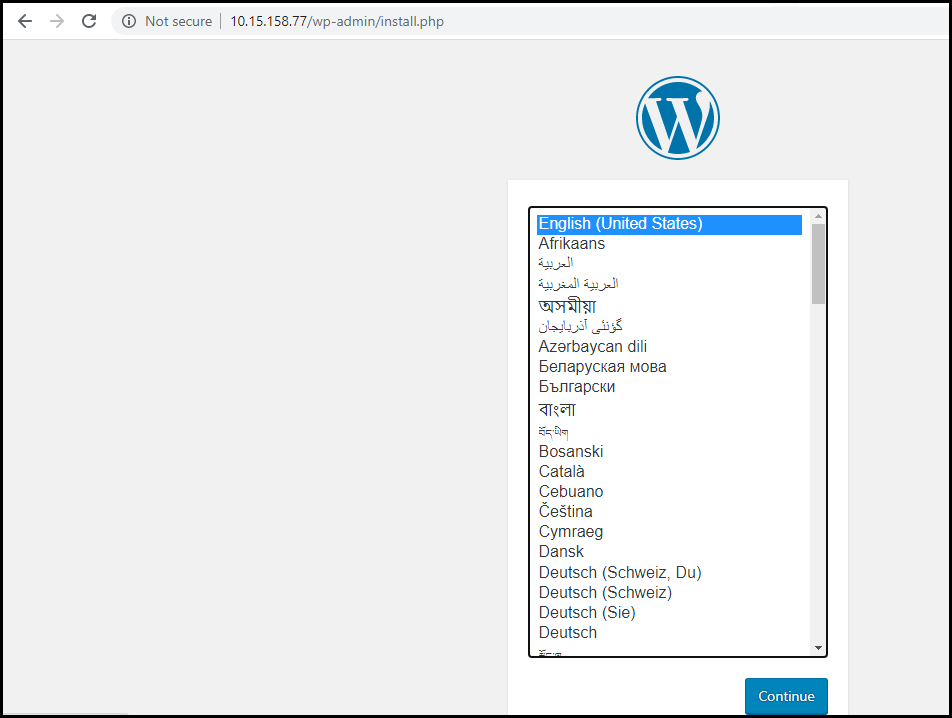 Not secure | 10.15.158.77/wp-admin/install.php
English (United States)
Afrikaans
العربية
العربية المغربية
অসমীয়া
گؤنئی آذربایجان
Azərbaycan dili
Беларуская мова
Български
বাংলা
བོད་ཡིག
Bosanski
Català
Cebuano
Čeština
Cymraeg
Dansk
Deutsch (Schweiz, Du)
Deutsch (Schweiz)
Deutsch (Sie)
Deutsch
Continue